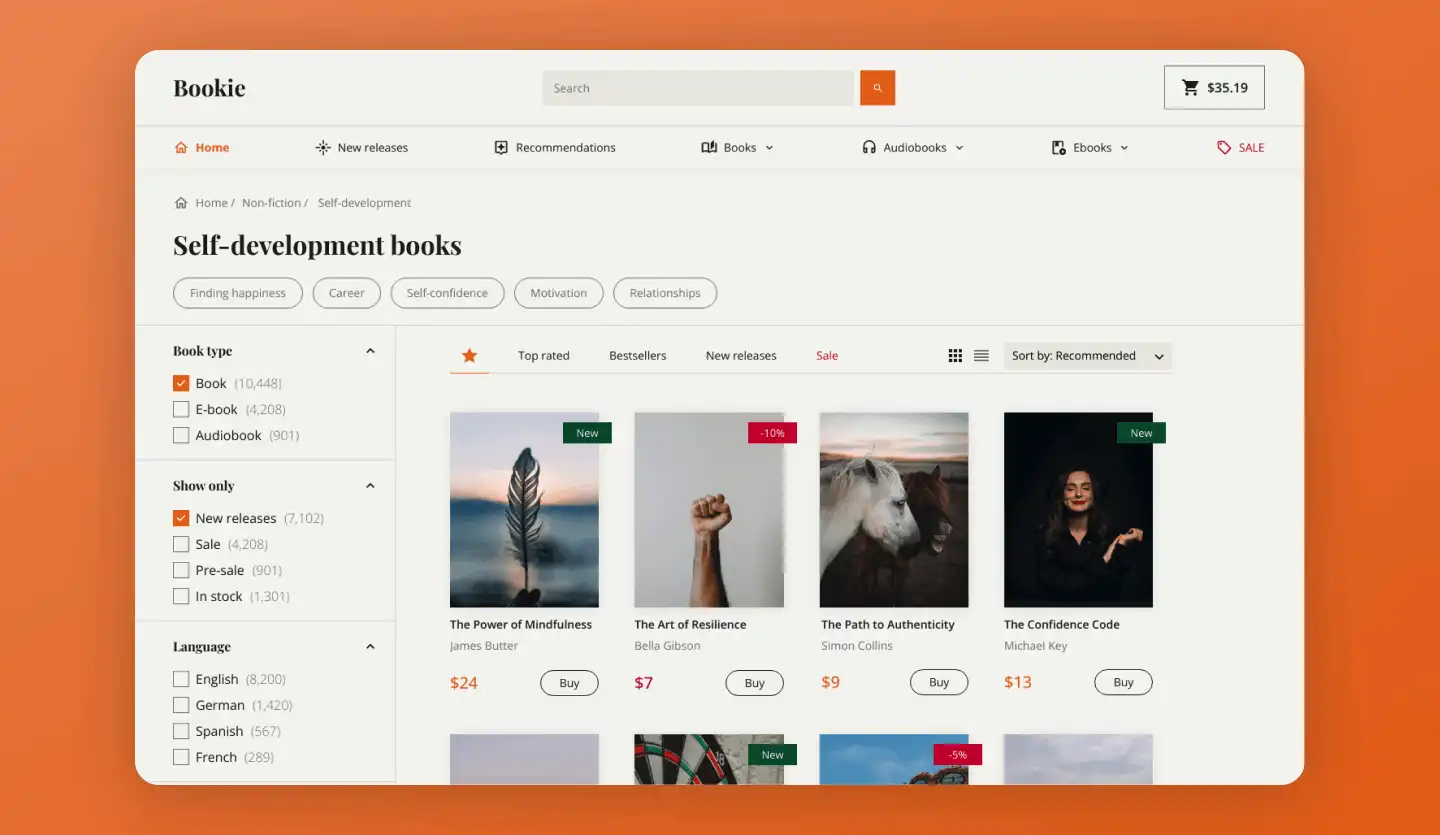 Bookie
Search
$35.19
Home
New releases
Recommendations
Books
Audiobooks
Ebooks
SALE
Home / Non-fiction / Self-development
Self-development books
Finding happiness
Career
Self-confidence
Motivation
Relationships
Book type
Book (10,448)
E-book (4,208)
Audiobook (901)
Show only
New releases (7,102)
Sale (4,208)
Pre-sale (901)
In stock (1,301)
Language
English (8,200)
German (1,420)
Spanish (567)
French (289)
Top rated
Bestsellers
New releases
Sale
Sort by: Recommended
New
The Power of Mindfulness
James Butter
$24
Buy
-10%
The Art of Resilience
Bella Gibson
$7
Buy
The Path to Authenticity
Simon Collins
$9
Buy
New
The Confidence Code
Michael Key
$13
Buy
18
New
-5%